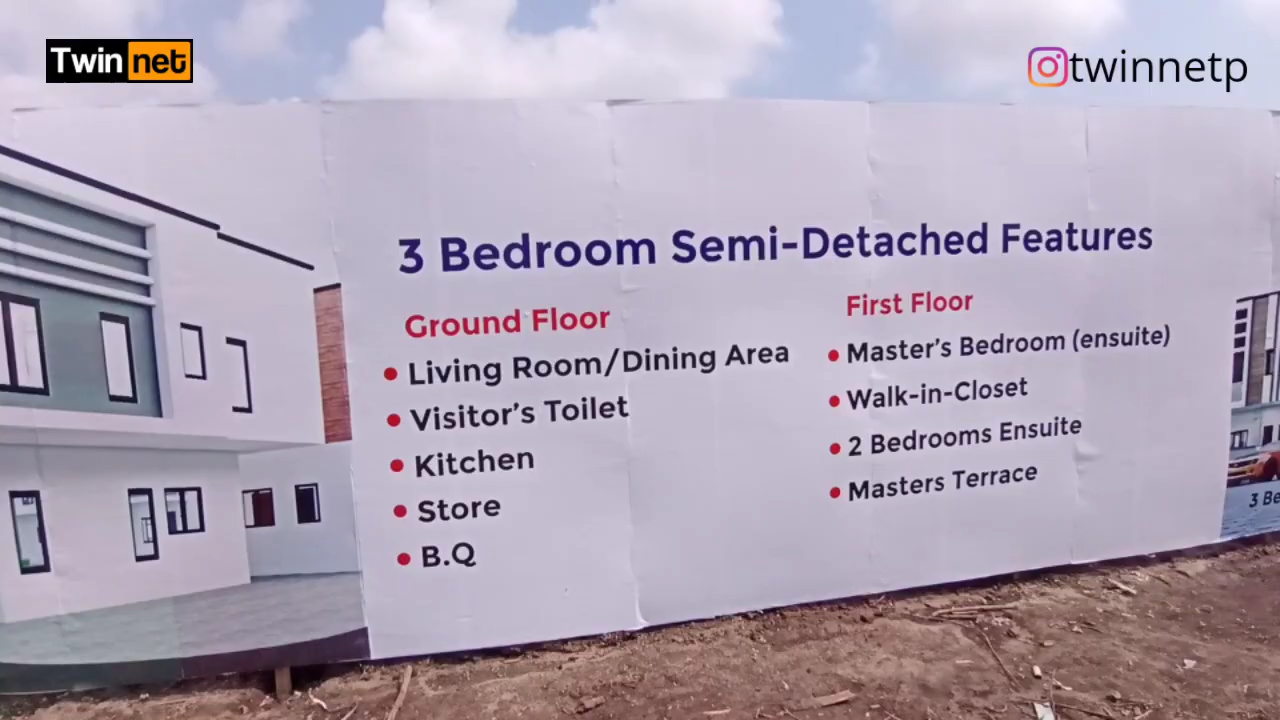 Twin net
twinnetp
3 Bedroom Semi-Detached Features
Ground Floor
• Living Room/Dining Area
• Visitor's Toilet
• Kitchen
• Store
• B.Q
First Floor
• Master's Bedroom (ensuite)
• Walk-in-Closet
• 2 Bedrooms Ensuite
• Masters Terrace
3 Be